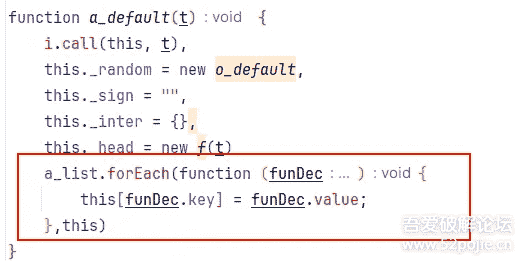 function a_default(t) :void {
i.call(this, t),
this._random = new o_default,
this._sign = "",
this._inter = {},
this._head = new f(t)
a_list.forEach(function (funDec :... ) :void {
this[funDec.key] = funDec.value;
},this)
}
吾爱破解论坛
www.52pojie.cn